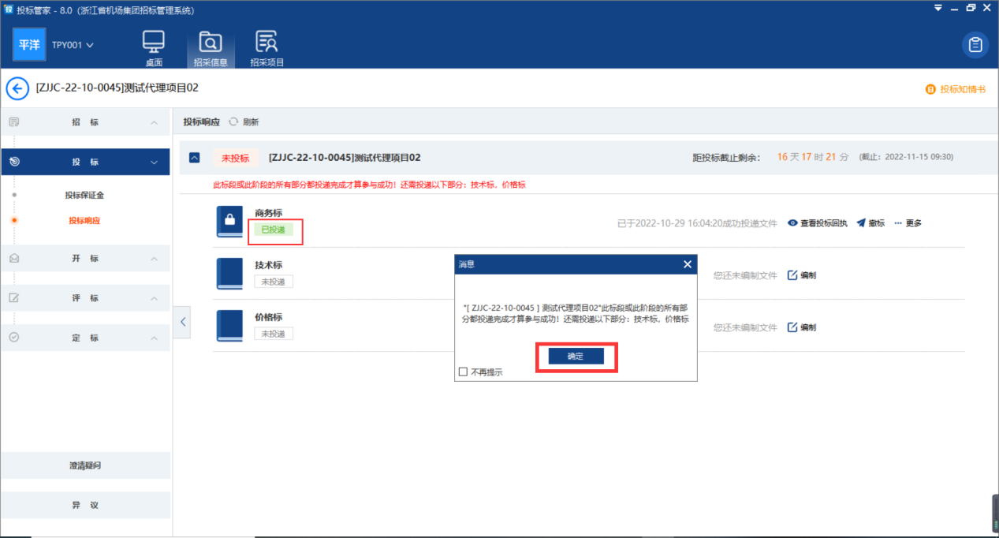 投标管家 - 8.0（浙江省机场集团招标管理系统）
平洋 TPY001
桌面 招采信息 招采项目
[ZJJC-22-10-0045]测试代理项目02 投标知情书
招 标
投标响应 刷新
投 标
未投标 [ZJJC-22-10-0045]测试代理项目02 距投标截止剩余： 16 天 17 时 21 分 (截止：2022-11-15 09:30)
此标段或此阶段的所有部分都投递完成才算参与成功！还需投递以下部分：技术标，价格标
投标保证金
投标响应
商务标
已投递
已于2022-10-29 16:04:20成功投递文件 查看投标回执 撤标 更多
开 标
技术标
未投递
您还未编制文件 编制
评 标
价格标
未投递
您还未编制文件 编制
定 标
消息
"[ ZJJC-22-10-0045 ] 测试代理项目02"此标段或此阶段的所有部
分都投递完成才算参与成功！还需投递以下部分：技术标，价格标
确定
不再提示
澄清疑问
异 议